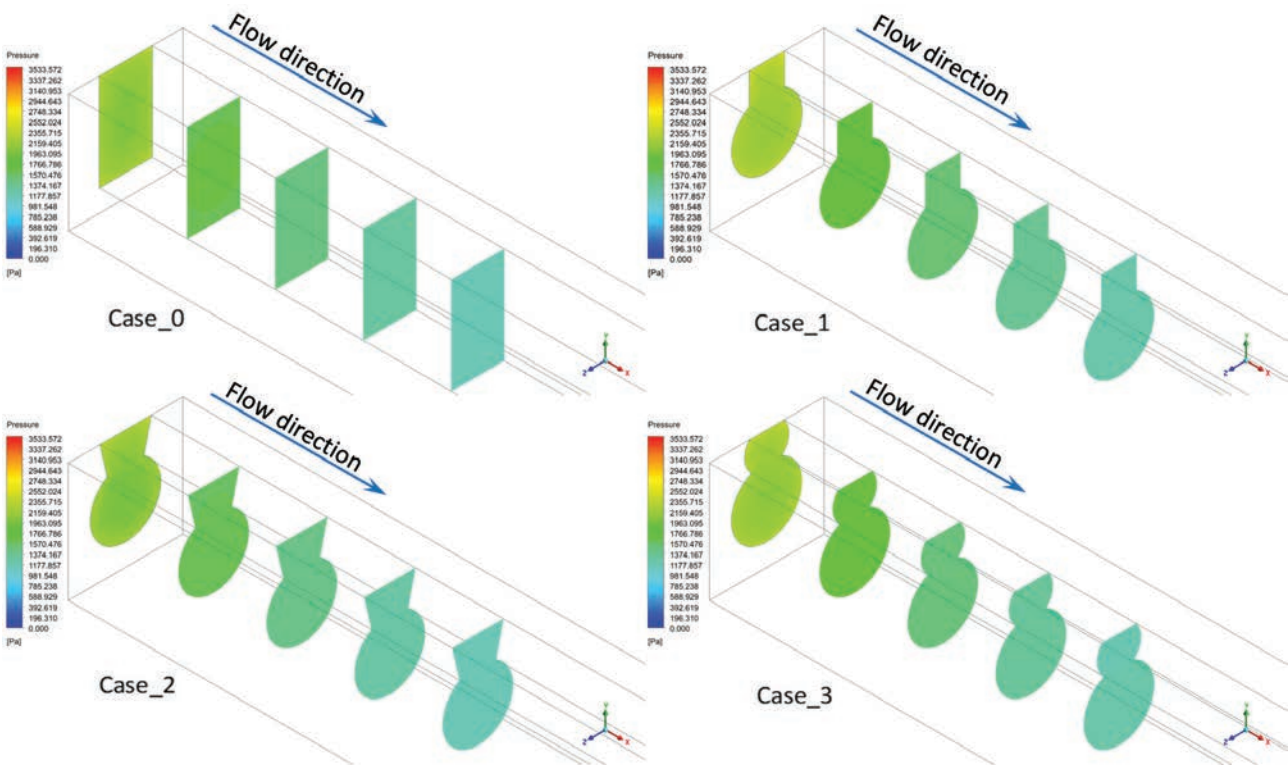 Flow direction
Pressure
3533.572
3337.262
3140.953
2944.643
2748.334
2552.024
2355.715
2159.405
1963.095
1766.786
1570.476
1374.167
1177.857
981.548
785.238
588.929
392.619
196.310
0.000
[Pa]
Case_0
Y
Z
X
Flow direction
Pressure
3533.572
3337.262
3140.953
2944.643
2748.334
2552.024
2355.715
2159.405
1963.095
1766.786
1570.476
1374.167
1177.857
981.548
785.238
588.929
392.619
196.310
0.000
[Pa]
Case_1
Y
Z
X
Flow direction
Pressure
3533.572
3337.262
3140.953
2944.643
2748.334
2552.024
2355.715
2159.405
1963.095
1766.786
1570.476
1374.167
1177.857
981.548
785.238
588.929
392.619
196.310
0.000
[Pa]
Case_2
Y
Z
X
Flow direction
Pressure
3533.572
3337.262
3140.953
2944.643
2748.334
2552.024
2355.715
2159.405
1963.095
1766.786
1570.476
1374.167
1177.857
981.548
785.238
588.929
392.619
196.310
0.000
[Pa]
Case_3
Y
Z
X